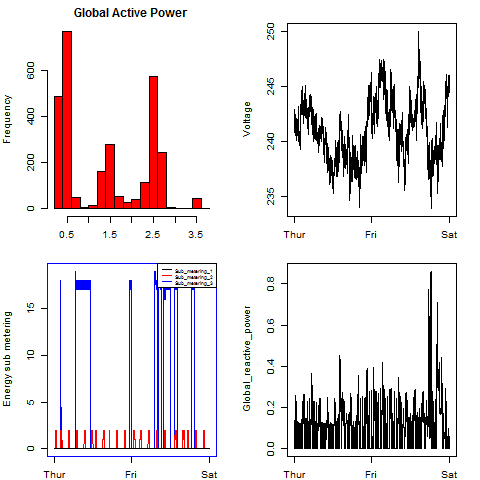 Global Active Power
Frequency
0
200
400
600
0.5
1.5
2.5
3.5
Voltage
235
240
245
250
Thur
Fri
Sat
Energy sub metering
0
5
10
15
Sub_metering_1
Sub_metering_2
Sub_metering_3
Thur
Fri
Sat
Global_reactive_power
0.0
0.2
0.4
0.6
0.8
Thur
Fri
Sat